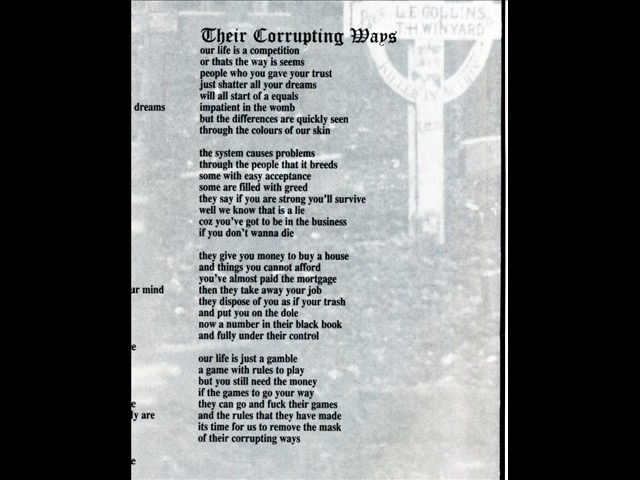 Their Corrupting Ways
our life is a competition
or thats the way is seems
people who you gave your trust
just shatter all your dreams
will all start of a equals
impatient in the womb
but the differences are quickly seen
through the colours of our skin
the system causes problems
through the people that it breeds
some with easy acceptance
some are filled with greed
they say if you are strong you'll survive
well we know that is a lie
coz you've got to be in the business
if you don't wanna die
they give you money to buy a house
and things you cannot afford
you've almost paid the mortgage
then they take away your job
they dispose of you as if your trash
and put you on the dole
now a number in their black book
and fully under their control
our life is just a gamble
a game with rules to play
but you still need the money
if the games to go your way
they can go and fuck their games
and the rules that they have made
its time for us to remove the mask
of their corrupting ways
dreams
ur mind
e
e
ly are
e
L E COLLINS
T H WINYARD